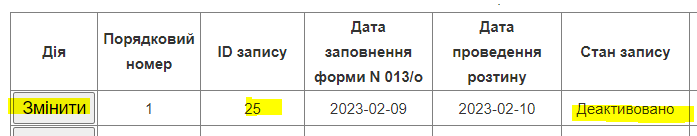 Дія
Порядковий номер
ID запису
Дата заповнення форми N 013/о
Дата проведення розтину
Стан запису
Змінити
1
25
2023-02-09
2023-02-10
Деактивовано